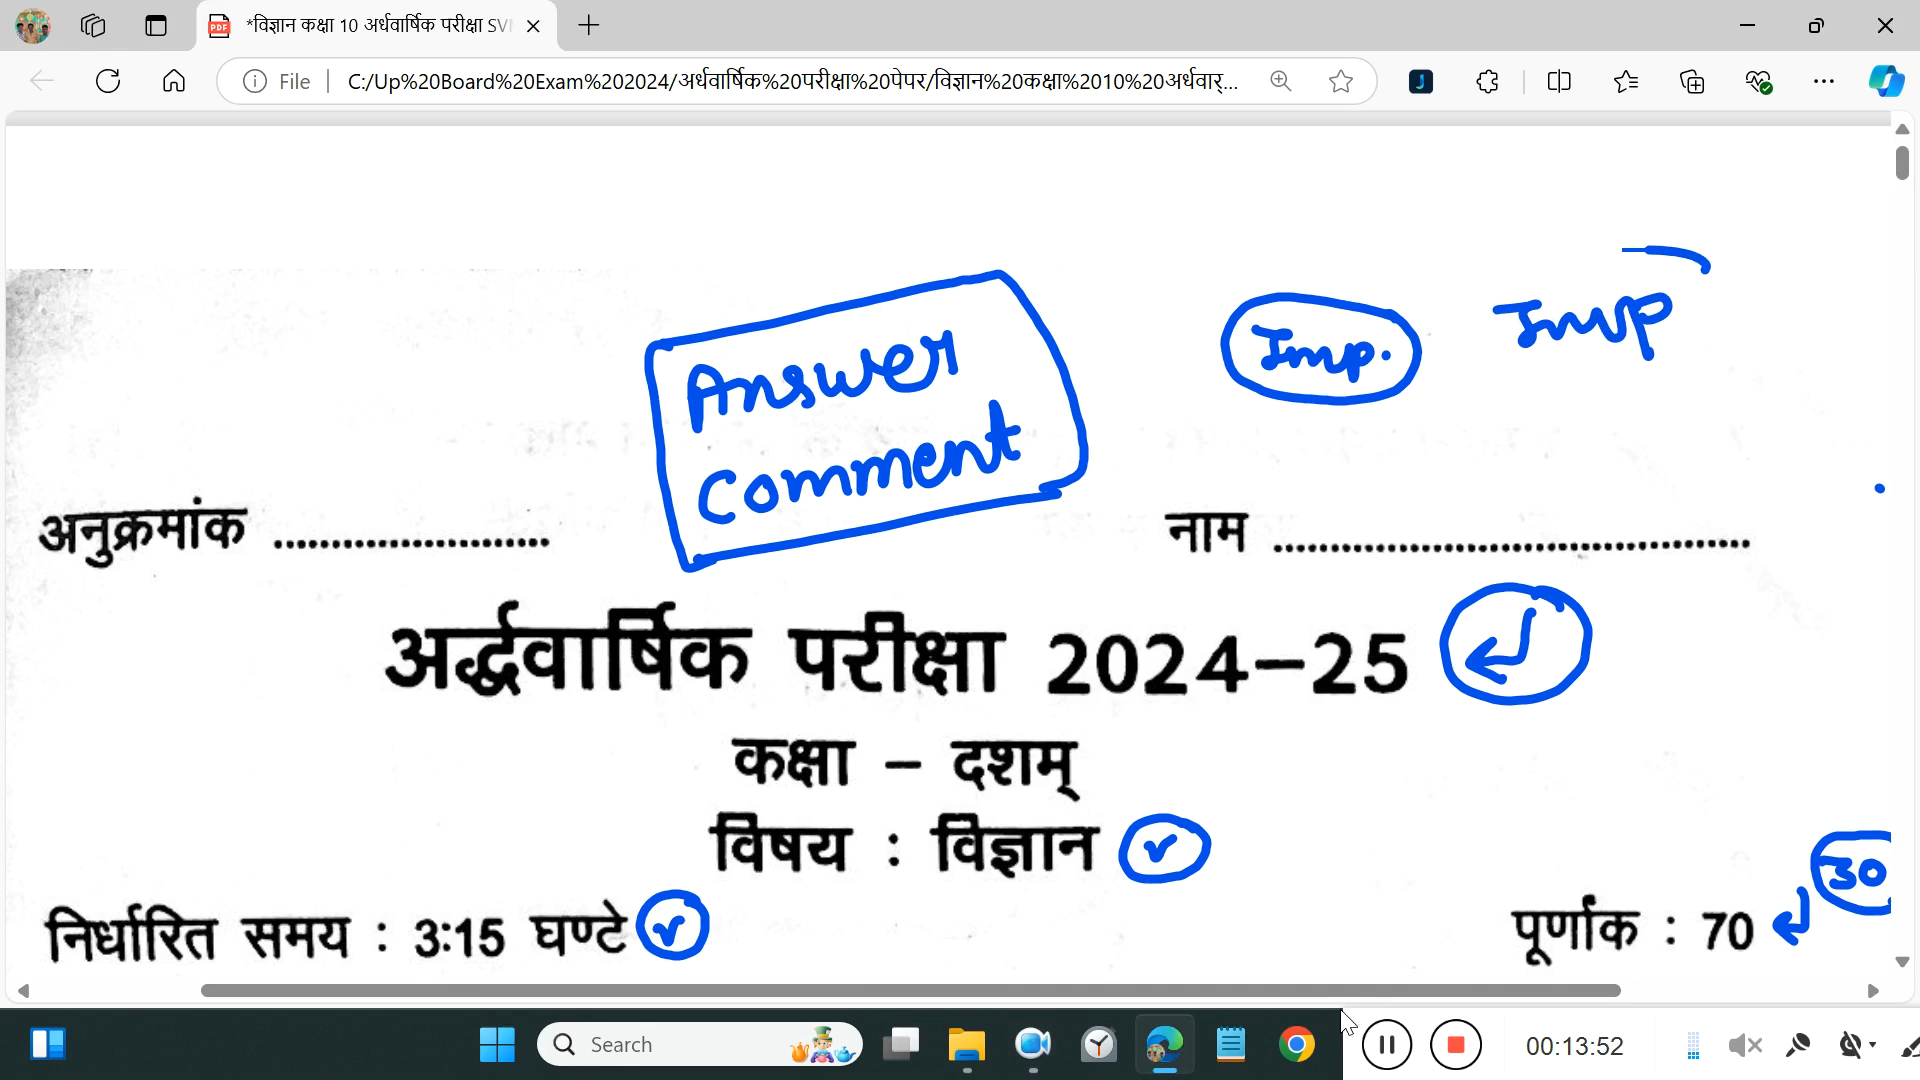 *विज्ञान कक्षा 10 अर्धवार्षिक परीक्षा SV
File
C:/Up%20Board%20Exam%202024/अर्धवार्षिक%20परीक्षा%20पेपर/विज्ञान%20कक्षा%2010%20अर्धवार्...
Answer
Comment
Imp.
Imvp
अनुक्रमांक ........................
नाम .........................................
अर्द्धवार्षिक परीक्षा 2024–25
कक्षा – दशम्
विषय : विज्ञान
30
निर्धारित समय : 3:15 घण्टे
पूर्णांक : 70
Search
00:13:52